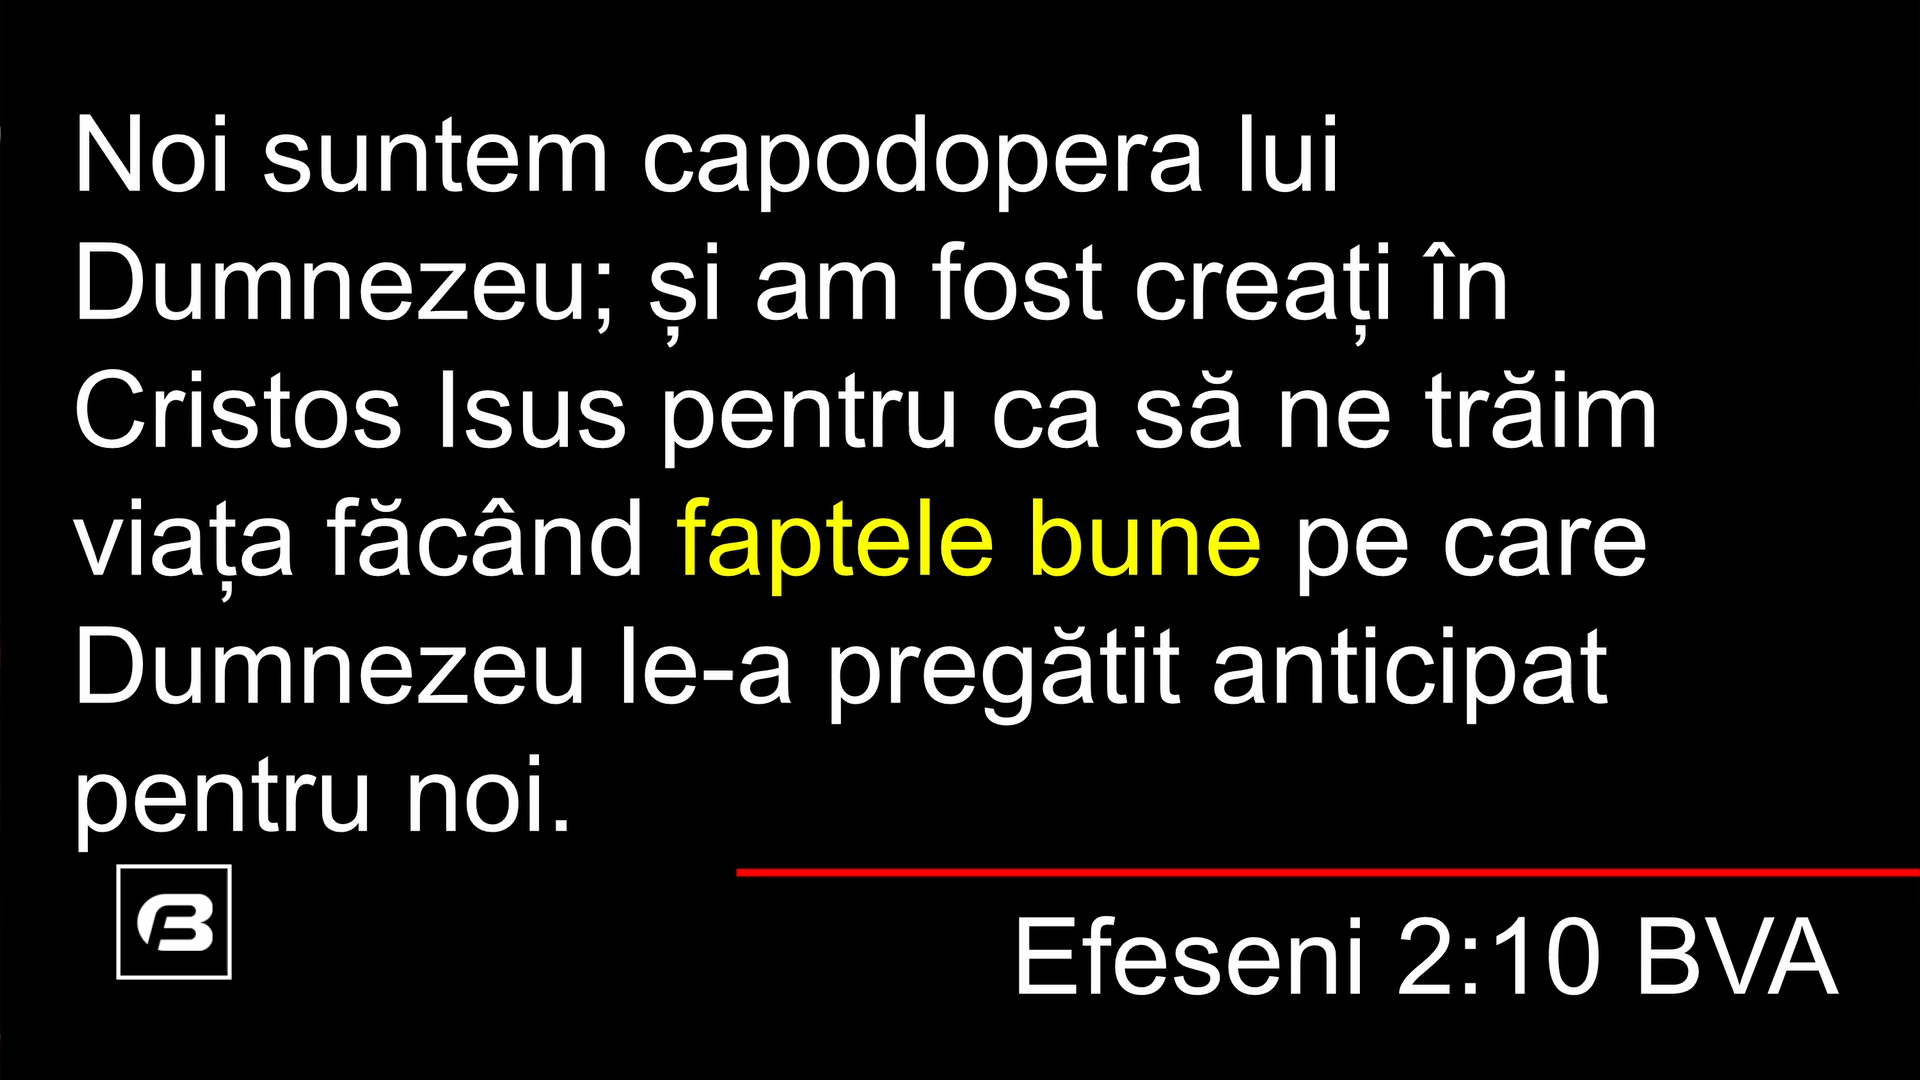 Noi suntem capodopera lui
Dumnezeu; și am fost creați în
Cristos Isus pentru ca să ne trăim
viața făcând faptele bune pe care
Dumnezeu le-a pregătit anticipat
pentru noi.
B
Efeseni 2:10 BVA